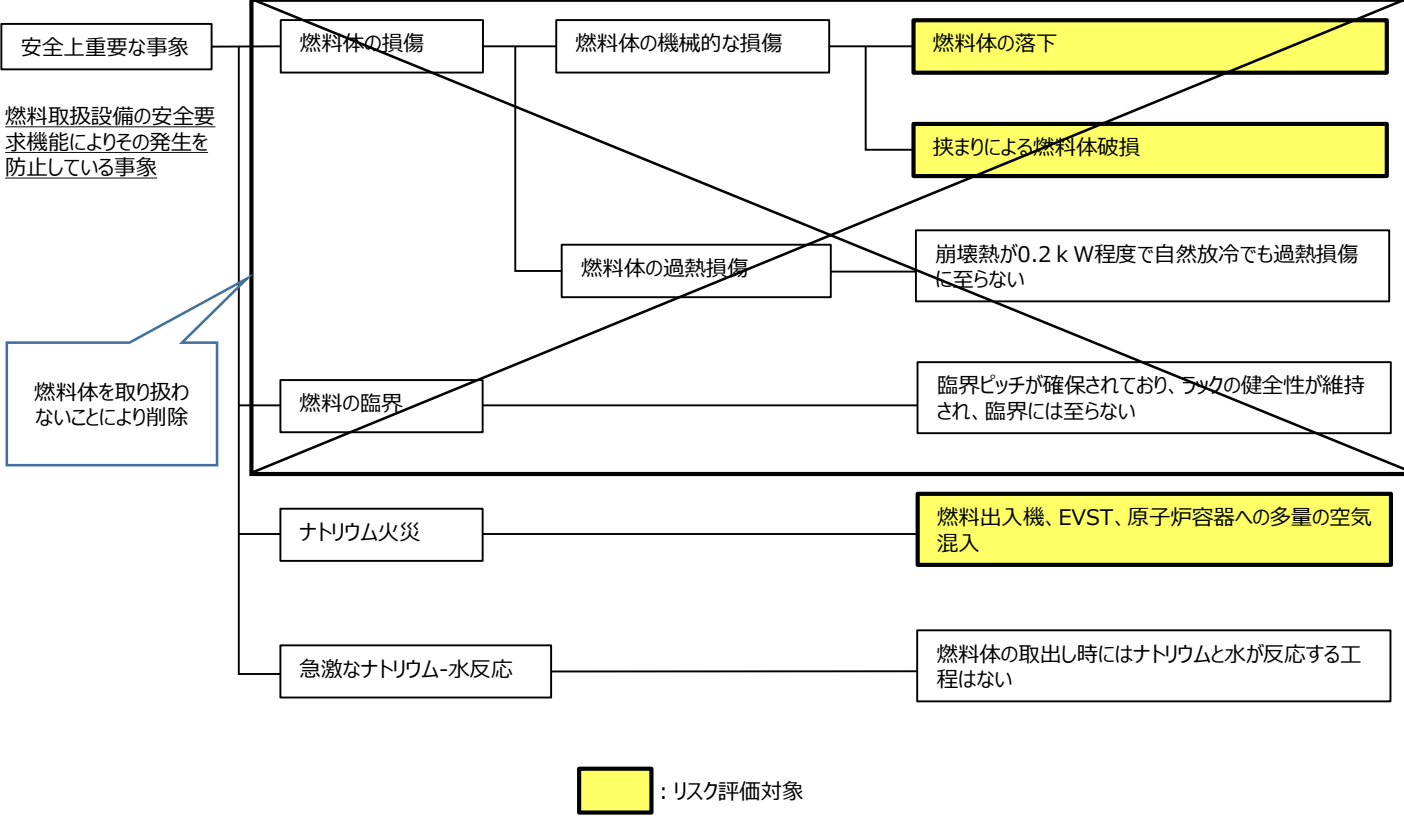 安全上重要な事象
燃料取扱設備の安全要
求機能によりその発生を
防止している事象
燃料体の損傷
燃料体の機械的な損傷
燃料体の落下
挟まりによる燃料体破損
燃料体の過熱損傷
崩壊熱が0.2ｋW程度で自然放冷でも過熱損傷
に至らない
燃料体を取り扱わ
ないことにより削除
燃料の臨界
臨界ピッチが確保されており、ラックの健全性が維持
され、臨界には至らない
ナトリウム火災
燃料出入機、EVST、原子炉容器への多量の空気
混入
急激なナトリウム-水反応
燃料体の取出し時にはナトリウムと水が反応する工
程はない
：リスク評価対象